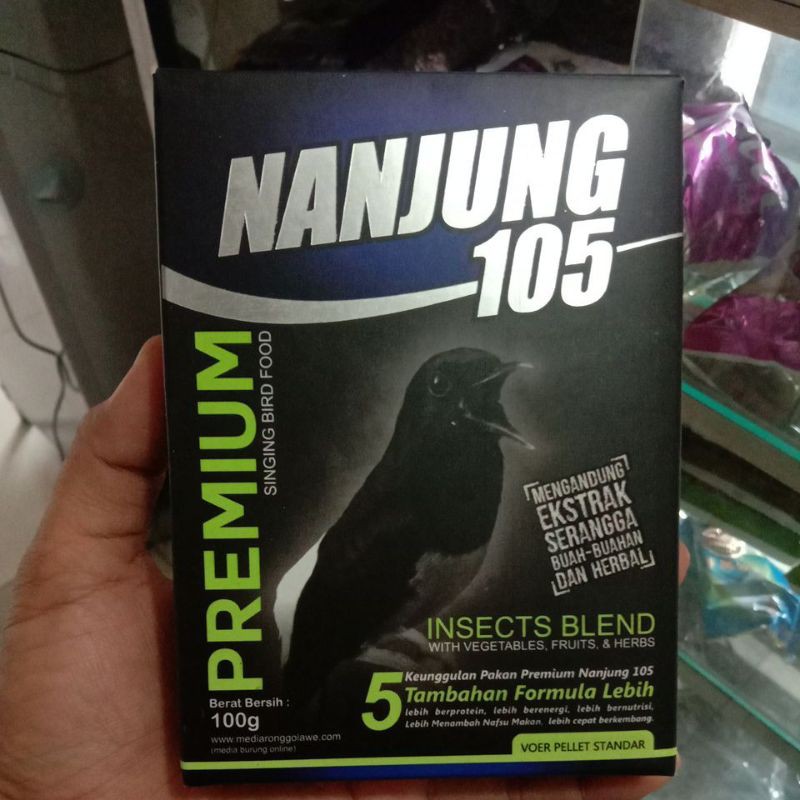 NANJUNG
105
PREMIUM
SINGING BIRD FOOD
MENGANDUNG
EKSTRAK
SERANGGA
BUAH-BUAHAN
DAN HERBAL
INSECTS BLEND
WITH VEGETABLES, FRUITS, & HERBS
5
Keunggulan Pakan Premium Nanjung 105
Tambahan Formula Lebih
lebih berprotein, lebih berenergi, lebih bernutrisi,
Lebih Menambah Nafsu Makan, lebih cepat berkembang.
Berat Bersih :
100g
www.mediaronggolawe.com
(media burung online)
VOER PELLET STANDAR